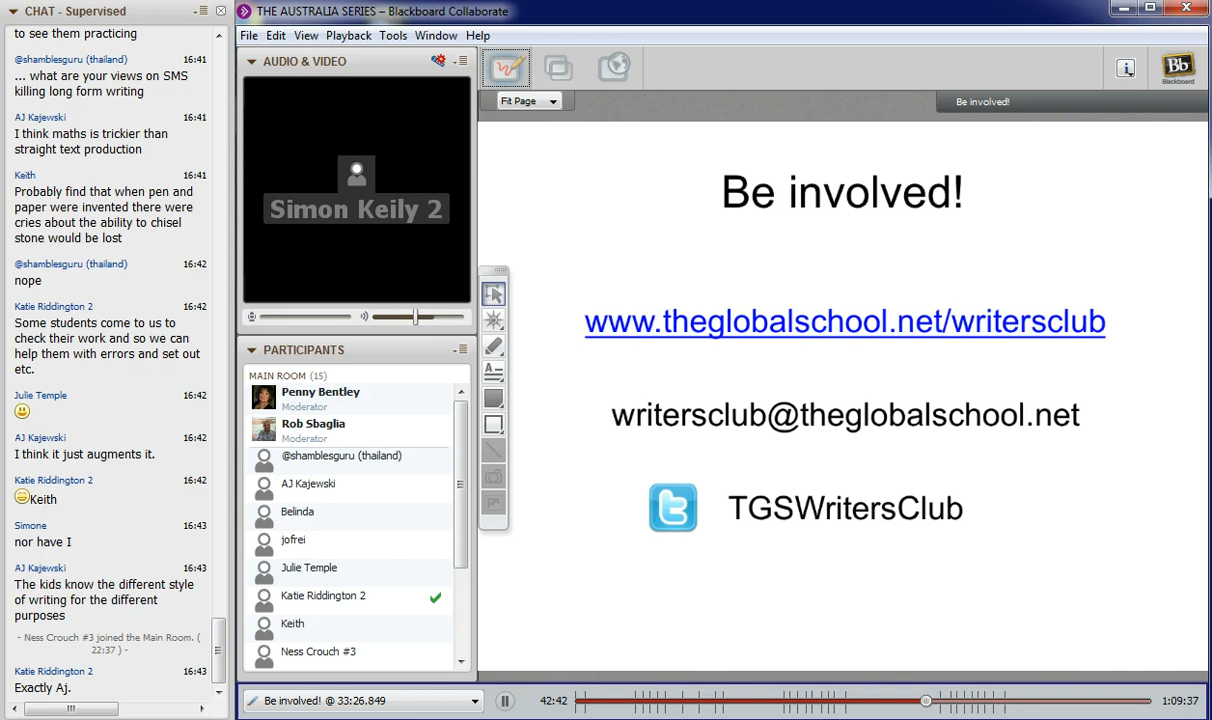 CHAT - Supervised
to see them practicing
@shamblesguru (thailand) 16:41
... what are your views on SMS
killing long form writing
AJ Kajewski 16:41
I think maths is trickier than
straight text production
Keith 16:41
Probably find that when pen and
paper were invented there were
cries about the ability to chisel
stone would be lost
@shamblesguru (thailand) 16:42
nope
Katie Riddington 2 16:42
Some students come to us to
check their work and so we can
help them with errors and set out
etc.
Julie Temple 16:42
AJ Kajewski 16:42
I think it just augments it.
Katie Riddington 2 16:42
Keith
Simone 16:43
nor have I
AJ Kajewski 16:43
The kids know the different style
of writing for the different
purposes
- Ness Crouch #3 joined the Main Room. (
22:37 ) -
Katie Riddington 2 16:43
Exactly Aj.
THE AUSTRALIA SERIES – Blackboard Collaborate
File Edit View Playback Tools Window Help
AUDIO & VIDEO
Simon Keily 2
PARTICIPANTS
MAIN ROOM (15)
Penny Bentley
Moderator
Rob Sbaglia
Moderator
@shamblesguru (thailand)
AJ Kajewski
Belinda
jofrei
Julie Temple
Katie Riddington 2
Keith
Ness Crouch #3
Bb
Blackboard
Fit Page
Be involved!
Be involved!
www.theglobalschool.net/writersclub
writersclub@theglobalschool.net
TGSWritersClub
Be involved! @ 33:26.849
42:42
1:09:37